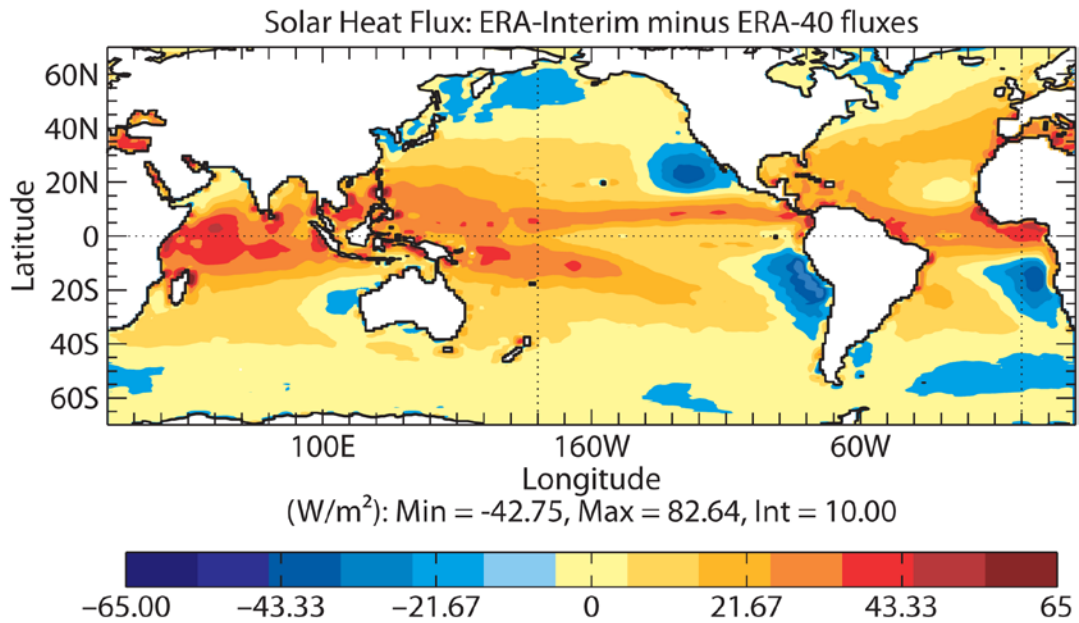 Solar Heat Flux: ERA-Interim minus ERA-40 fluxes
60N
40N
20N
0
20S
40S
60S
Latitude
100E 160W 60W
Longitude
(W/m²): Min = -42.75, Max = 82.64, Int = 10.00
−65.00 −43.33 −21.67 0 21.67 43.33 65